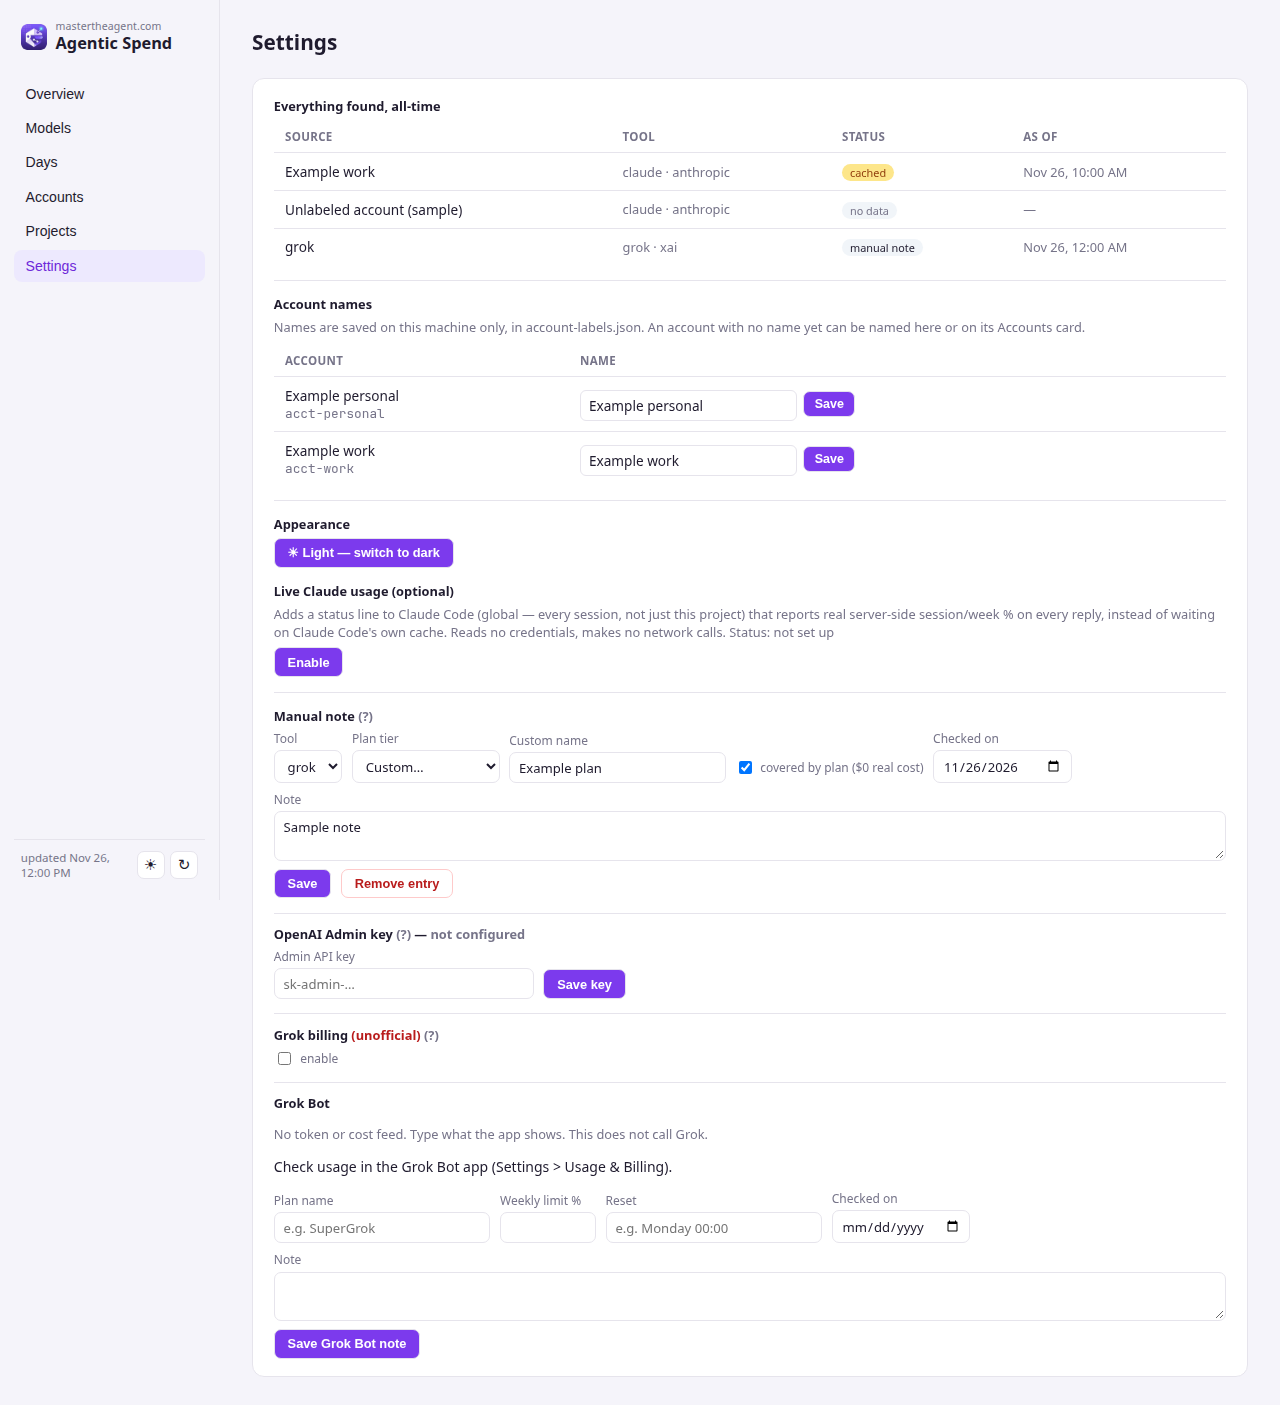 mastertheagent.com
Agentic Spend
Overview
Models
Days
Accounts
Projects
Settings
updated Nov 26,
12:00 PM
☀ ↻
Settings
Everything found, all-time
SOURCE TOOL STATUS AS OF
Example work claude · anthropic cached Nov 26, 10:00 AM
Unlabeled account (sample) claude · anthropic no data —
grok grok · xai manual note Nov 26, 12:00 AM
Account names
Names are saved on this machine only, in account-labels.json. An account with no name yet can be named here or on its Accounts card.
ACCOUNT NAME
Example personal
acct-personal
Example personal Save
Example work
acct-work
Example work Save
Appearance
☀ Light — switch to dark
Live Claude usage (optional)
Adds a status line to Claude Code (global — every session, not just this project) that reports real server-side session/week % on every reply, instead of waiting
on Claude Code's own cache. Reads no credentials, makes no network calls. Status: not set up
Enable
Manual note (?)
Tool Plan tier Custom name Checked on
grok Custom... Example plan covered by plan ($0 real cost) 11/26/2026
Note
Sample note
Save Remove entry
OpenAI Admin key (?) — not configured
Admin API key
sk-admin-... Save key
Grok billing (unofficial) (?)
enable
Grok Bot
No token or cost feed. Type what the app shows. This does not call Grok.
Check usage in the Grok Bot app (Settings > Usage & Billing).
Plan name Weekly limit % Reset Checked on
e.g. SuperGrok e.g. Monday 00:00 mm/dd/yyyy
Note
Save Grok Bot note